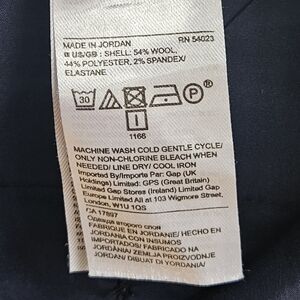 MADE IN JORDAN RN 54023
US/GB : SHELL: 54% WOOL,
44% POLYESTER, 2% SPANDEX/
ELASTANE
30 P
1166
MACHINE WASH COLD GENTLE CYCLE/
ONLY NON-CHLORINE BLEACH WHEN
NEEDED/ LINE DRY/ COOL IRON
Imported by/Importe Par: Gap (UK
Holdings) Limited: GPS (Great Britain)
Limited Gap Stores (Ireland) Limited Gap
Europe Limited All at 103 Wigmore Street,
London, W1U 1QS
CA 17897
Одежда второго слоя
FABRIQUE EN JORDANIE/ HECHO EN
JORDANIA CON INSUMOS
IMPORTADOS/ FABRICADO NA
JORDÂNIA/ ZEMLJA PROIZVODNJE
JORDAN/ DIBUAT DI YORDANIA/